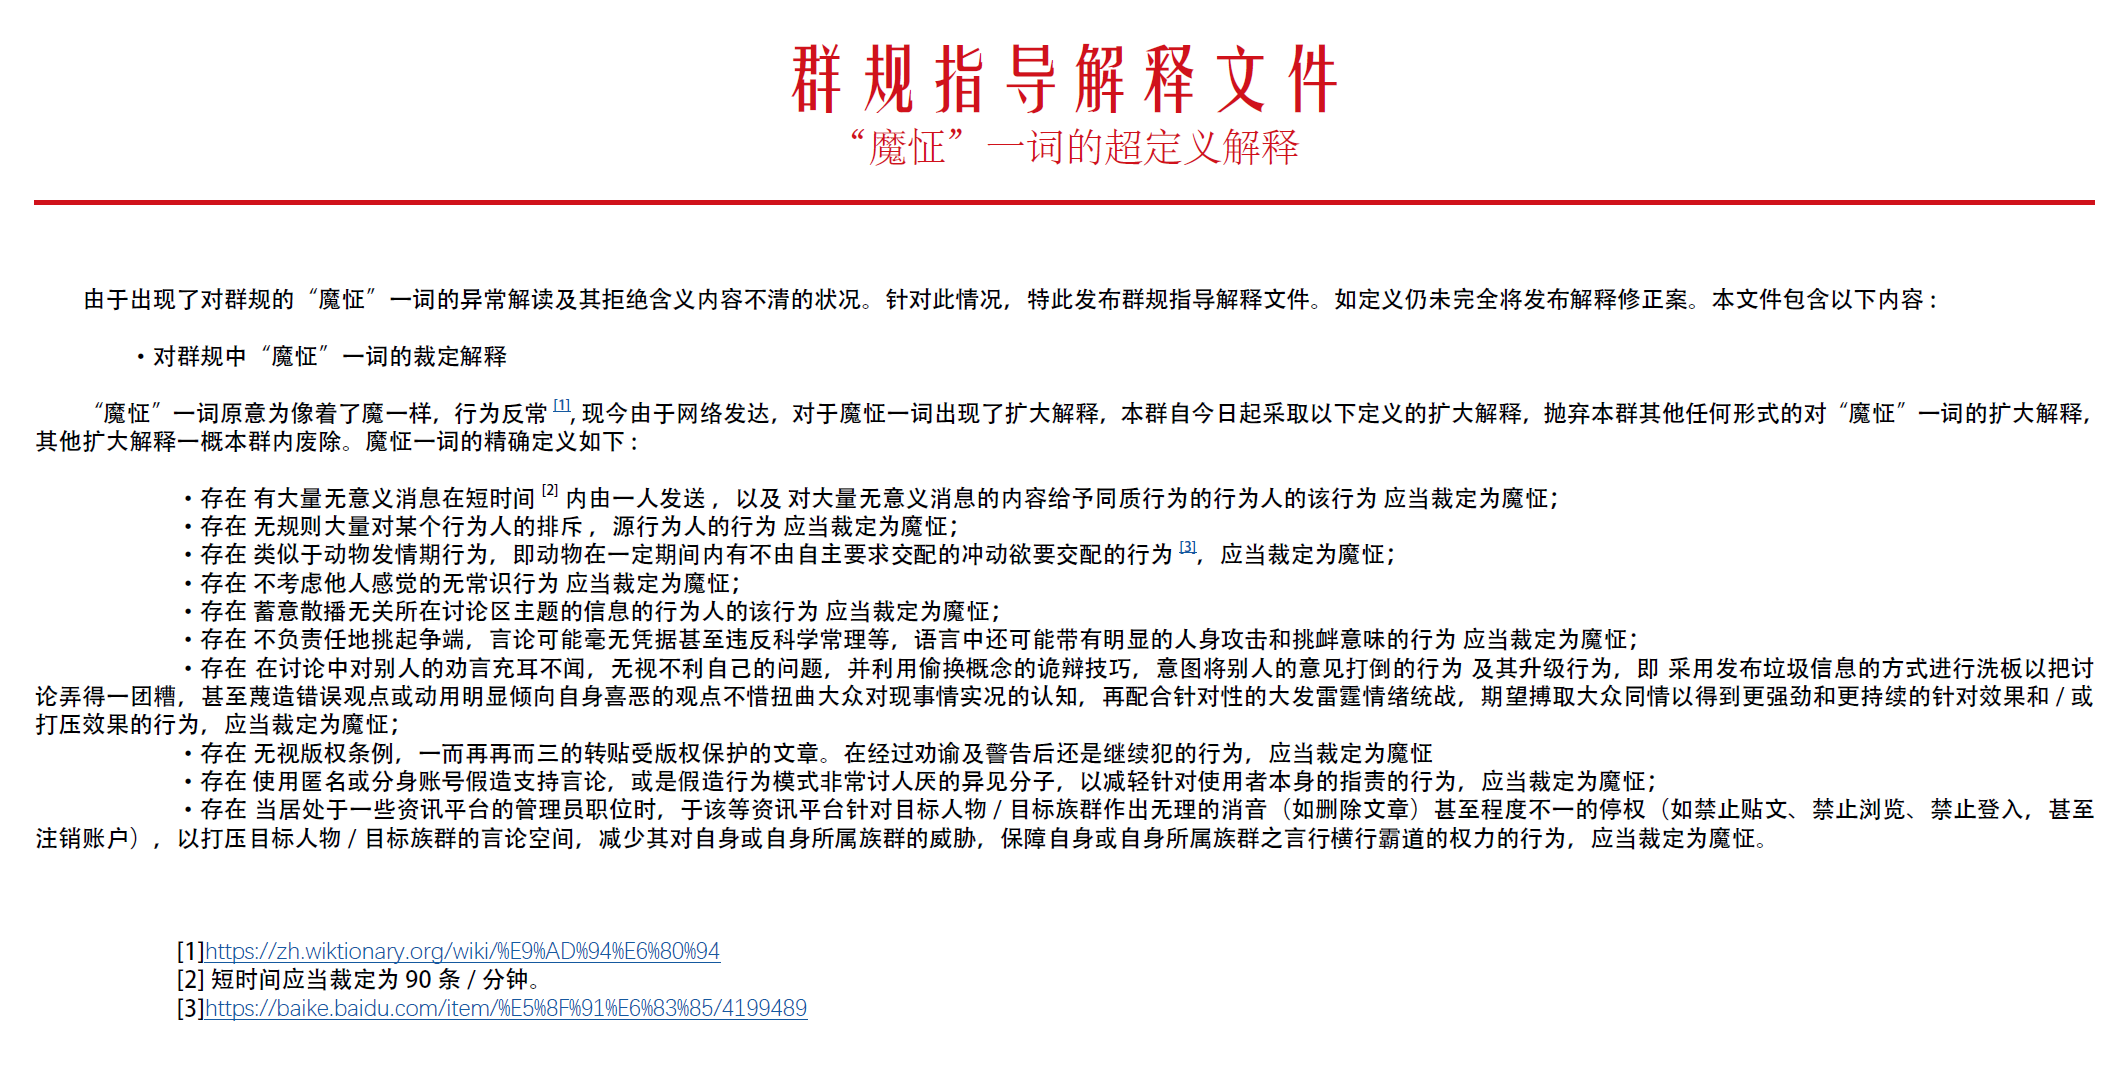 群规指导解释文件
“魔怔”一词的超定义解释
由于出现了对群规的“魔怔”一词的异常解读及其拒绝含义内容不清的状况。针对此情况，特此发布群规指导解释文件。如定义仍未完全将发布解释修正案。本文件包含以下内容：
•对群规中“魔怔”一词的裁定解释
“魔怔”一词原意为像着了魔一样，行为反常[1], 现今由于网络发达，对于魔怔一词出现了扩大解释，本群自今日起采取以下定义的扩大解释，抛弃本群其他任何形式的对“魔怔”一词的扩大解释，
其他扩大解释一概本群内废除。魔怔一词的精确定义如下：
•存在 有大量无意义消息在短时间[2] 内由一人发送， 以及 对大量无意义消息的内容给予同质行为的行为人的该行为 应当裁定为魔怔；
•存在 无规则大量对某个行为人的排斥，源行为人的行为 应当裁定为魔怔；
•存在 类似于动物发情期行为，即动物在一定期间内有不由自主要求交配的冲动欲要交配的行为[3]，应当裁定为魔怔；
•存在 不考虑他人感觉的无常识行为 应当裁定为魔怔；
•存在 蓄意散播无关所在讨论区主题的信息的行为人的该行为 应当裁定为魔怔；
•存在 不负责任地挑起争端，言论可能毫无凭据甚至违反科学常理等，语言中还可能带有明显的人身攻击和挑衅意味的行为 应当裁定为魔怔；
•存在 在讨论中对别人的劝言充耳不闻，无视不利自己的问题，并利用偷换概念的诡辩技巧，意图将别人的意见打倒的行为 及其升级行为，即 采用发布垃圾信息的方式进行洗板以把讨
论弄得一团糟，甚至蔑造错误观点或动用明显倾向自身喜恶的观点不惜扭曲大众对现事情实况的认知，再配合针对性的大发雷霆情绪统战，期望搏取大众同情以得到更强劲和更持续的针对效果和 / 或
打压效果的行为，应当裁定为魔怔；
•存在 无视版权条例，一而再再而三的转贴受版权保护的文章。在经过劝谕及警告后还是继续犯的行为，应当裁定为魔怔
•存在 使用匿名或分身账号假造支持言论，或是假造行为模式非常讨人厌的异见分子，以减轻针对使用者本身的指责的行为，应当裁定为魔怔；
•存在 当居处于一些资讯平台的管理员职位时，于该等资讯平台针对目标人物 / 目标族群作出无理的消音（如删除文章）甚至程度不一的停权（如禁止贴文、禁止浏览、禁止登入，甚至
注销账户），以打压目标人物 / 目标族群的言论空间，减少其对自身或自身所属族群的威胁，保障自身或自身所属族群之言行横行霸道的权力的行为，应当裁定为魔怔。
[1]https://zh.wiktionary.org/wiki/%E9%AD%94%E6%80%94
[2] 短时间应当裁定为 90 条 / 分钟。
[3]https://baike.baidu.com/item/%E5%8F%91%E6%83%85/4199489